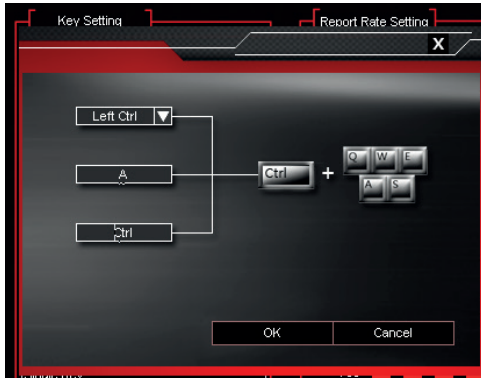 Key Setting
Report Rate Setting
X
Left Ctrl
A
Ctrl
Ctrl + Q W E
A S
OK
Cancel